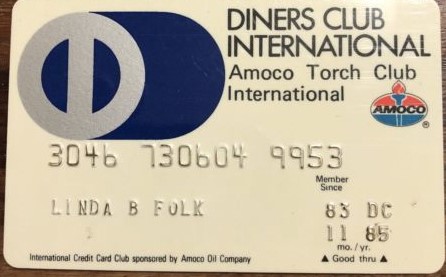 DINERS CLUB
INTERNATIONAL
Amoco Torch Club
International
AMOCO
®
3046 730604 9953
Member
Since
LINDA B FOLK 83 DC
11 85
mo. / yr.
International Credit Card Club sponsored by Amoco Oil Company ▲ Good thru ▲